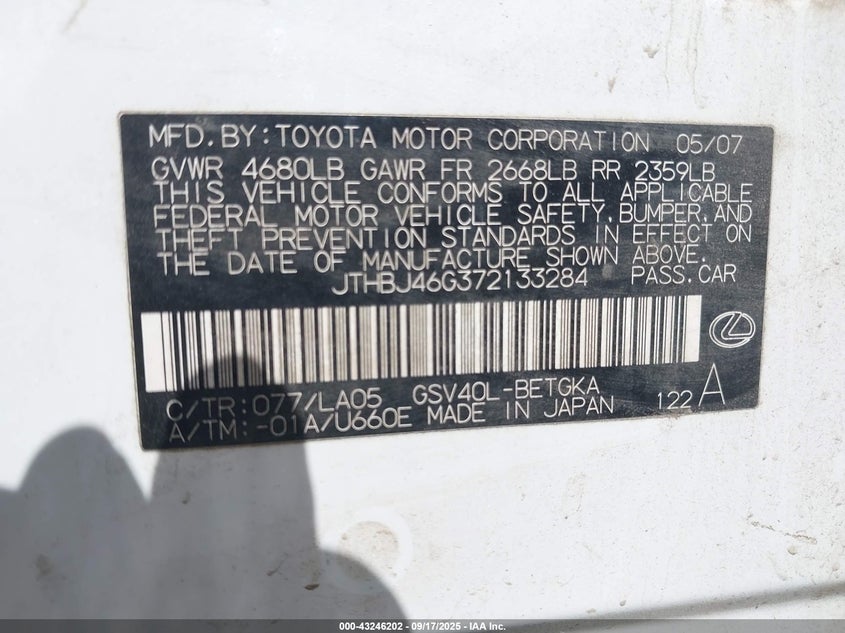 MFD.BY:TOYOTA MOTOR CORPORATION 05/07
GVWR 4680LB GAWR FR 2668LB RR 2359LB
THIS VEHICLE CONFORMS TO ALL APPLICABLE
FEDERAL MOTOR VEHICLE SAFETY,BUMPER,AND
THEFT PREVENTION STANDARDS IN EFFECT ON
THE DATE OF MANUFACTURE SHOWN ABOVE.
JTHBJ46G372133284 PASS.CAR
C/TR:077/LA05 GSV40L-BETGKA
A/TM:-01A/U660E MADE IN JAPAN 122 A
000-43246202 - 09/17/2025 - IAA Inc.